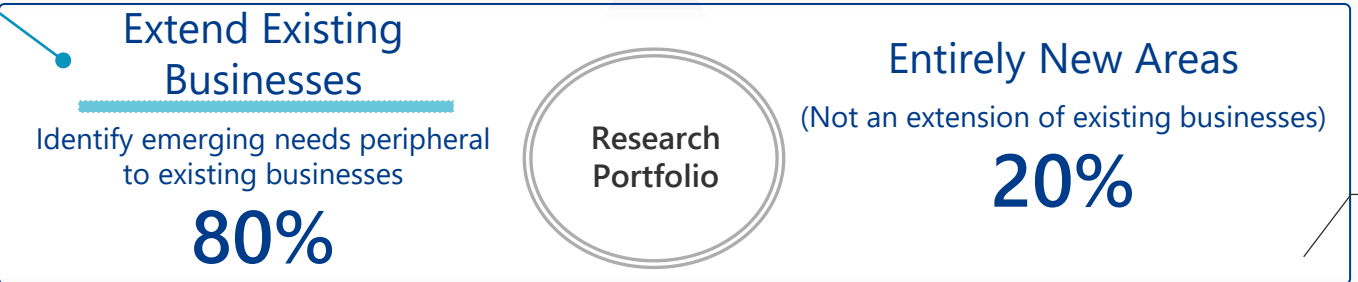 Extend Existing
Businesses
Identify emerging needs peripheral
to existing businesses
80%
Research
Portfolio
Entirely New Areas
(Not an extension of existing businesses)
20%